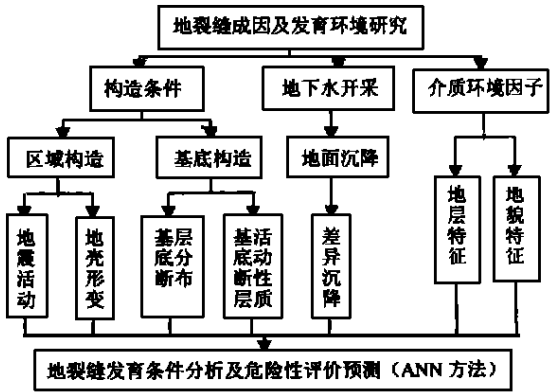 地裂缝成因及发育环境研究
构造条件
地下水开采
介质环境因子
区域构造
基底构造
地面沉降
地震活动
地壳形变
基底断
层分布
基底断层
活动性质
差异沉降
地层特征
地貌特征
地裂缝发育条件分析及危险性评价预测（ANN 方法）